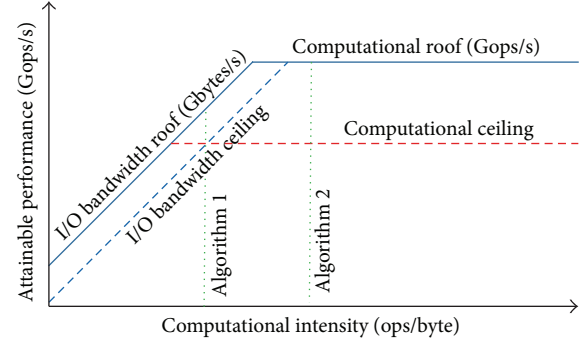 Attainable performance (Gops/s)
I/O bandwidth roof (Gbytes/s)
I/O bandwidth ceiling
Computational roof (Gops/s)
Computational ceiling
Algorithm 1
Algorithm 2
Computational intensity (ops/byte)